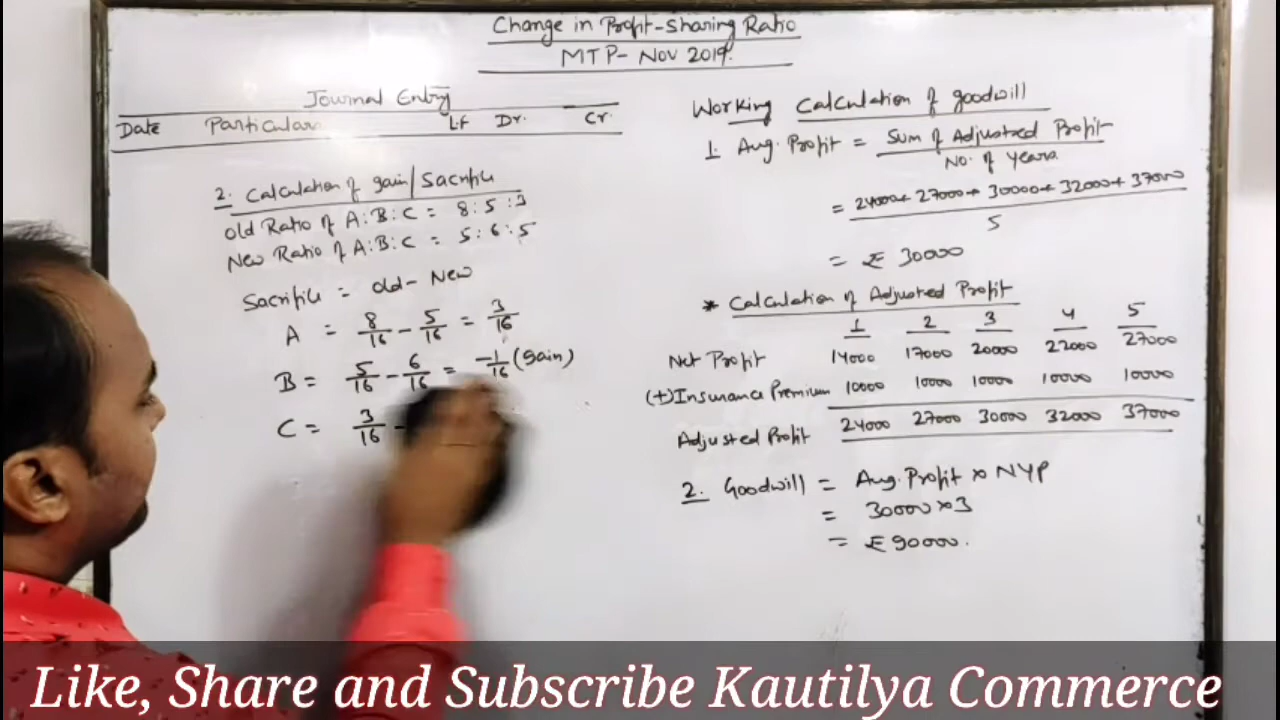 Change in Profit-Sharing Ratio
MTP- Nov 2019.
Journal Entry
Date Particulars Lf Dr. Cr.
2. Calculation of gain/Sacrifice
old Ratio of A:B:C = 8:5:3
New Ratio of A:B:C = 5:6:5
Sacrifice = old - New
A = 8/16 - 5/16 = 3/16
B = 5/16 - 6/16 = -1/16 (gain)
C = 3/16 -
Working Calculation of goodwill
1. Avg. Profit = Sum of Adjusted Profit
No. of Years
= 24000+ 27000+ 30000+ 32000+ 37000
5
= ₹ 30000
* Calculation of Adjusted Profit
1 2 3 4 5
Net Profit 14000 17000 20000 22000 27000
(+) Insurance Premium 10000 10000 10000 10000 10000
Adjusted Profit 24000 27000 30000 32000 37000
2. Goodwill = Avg. Profit x NYP
= 30000 x 3
= ₹ 90000.
Like, Share and Subscribe Kautilya Commerce